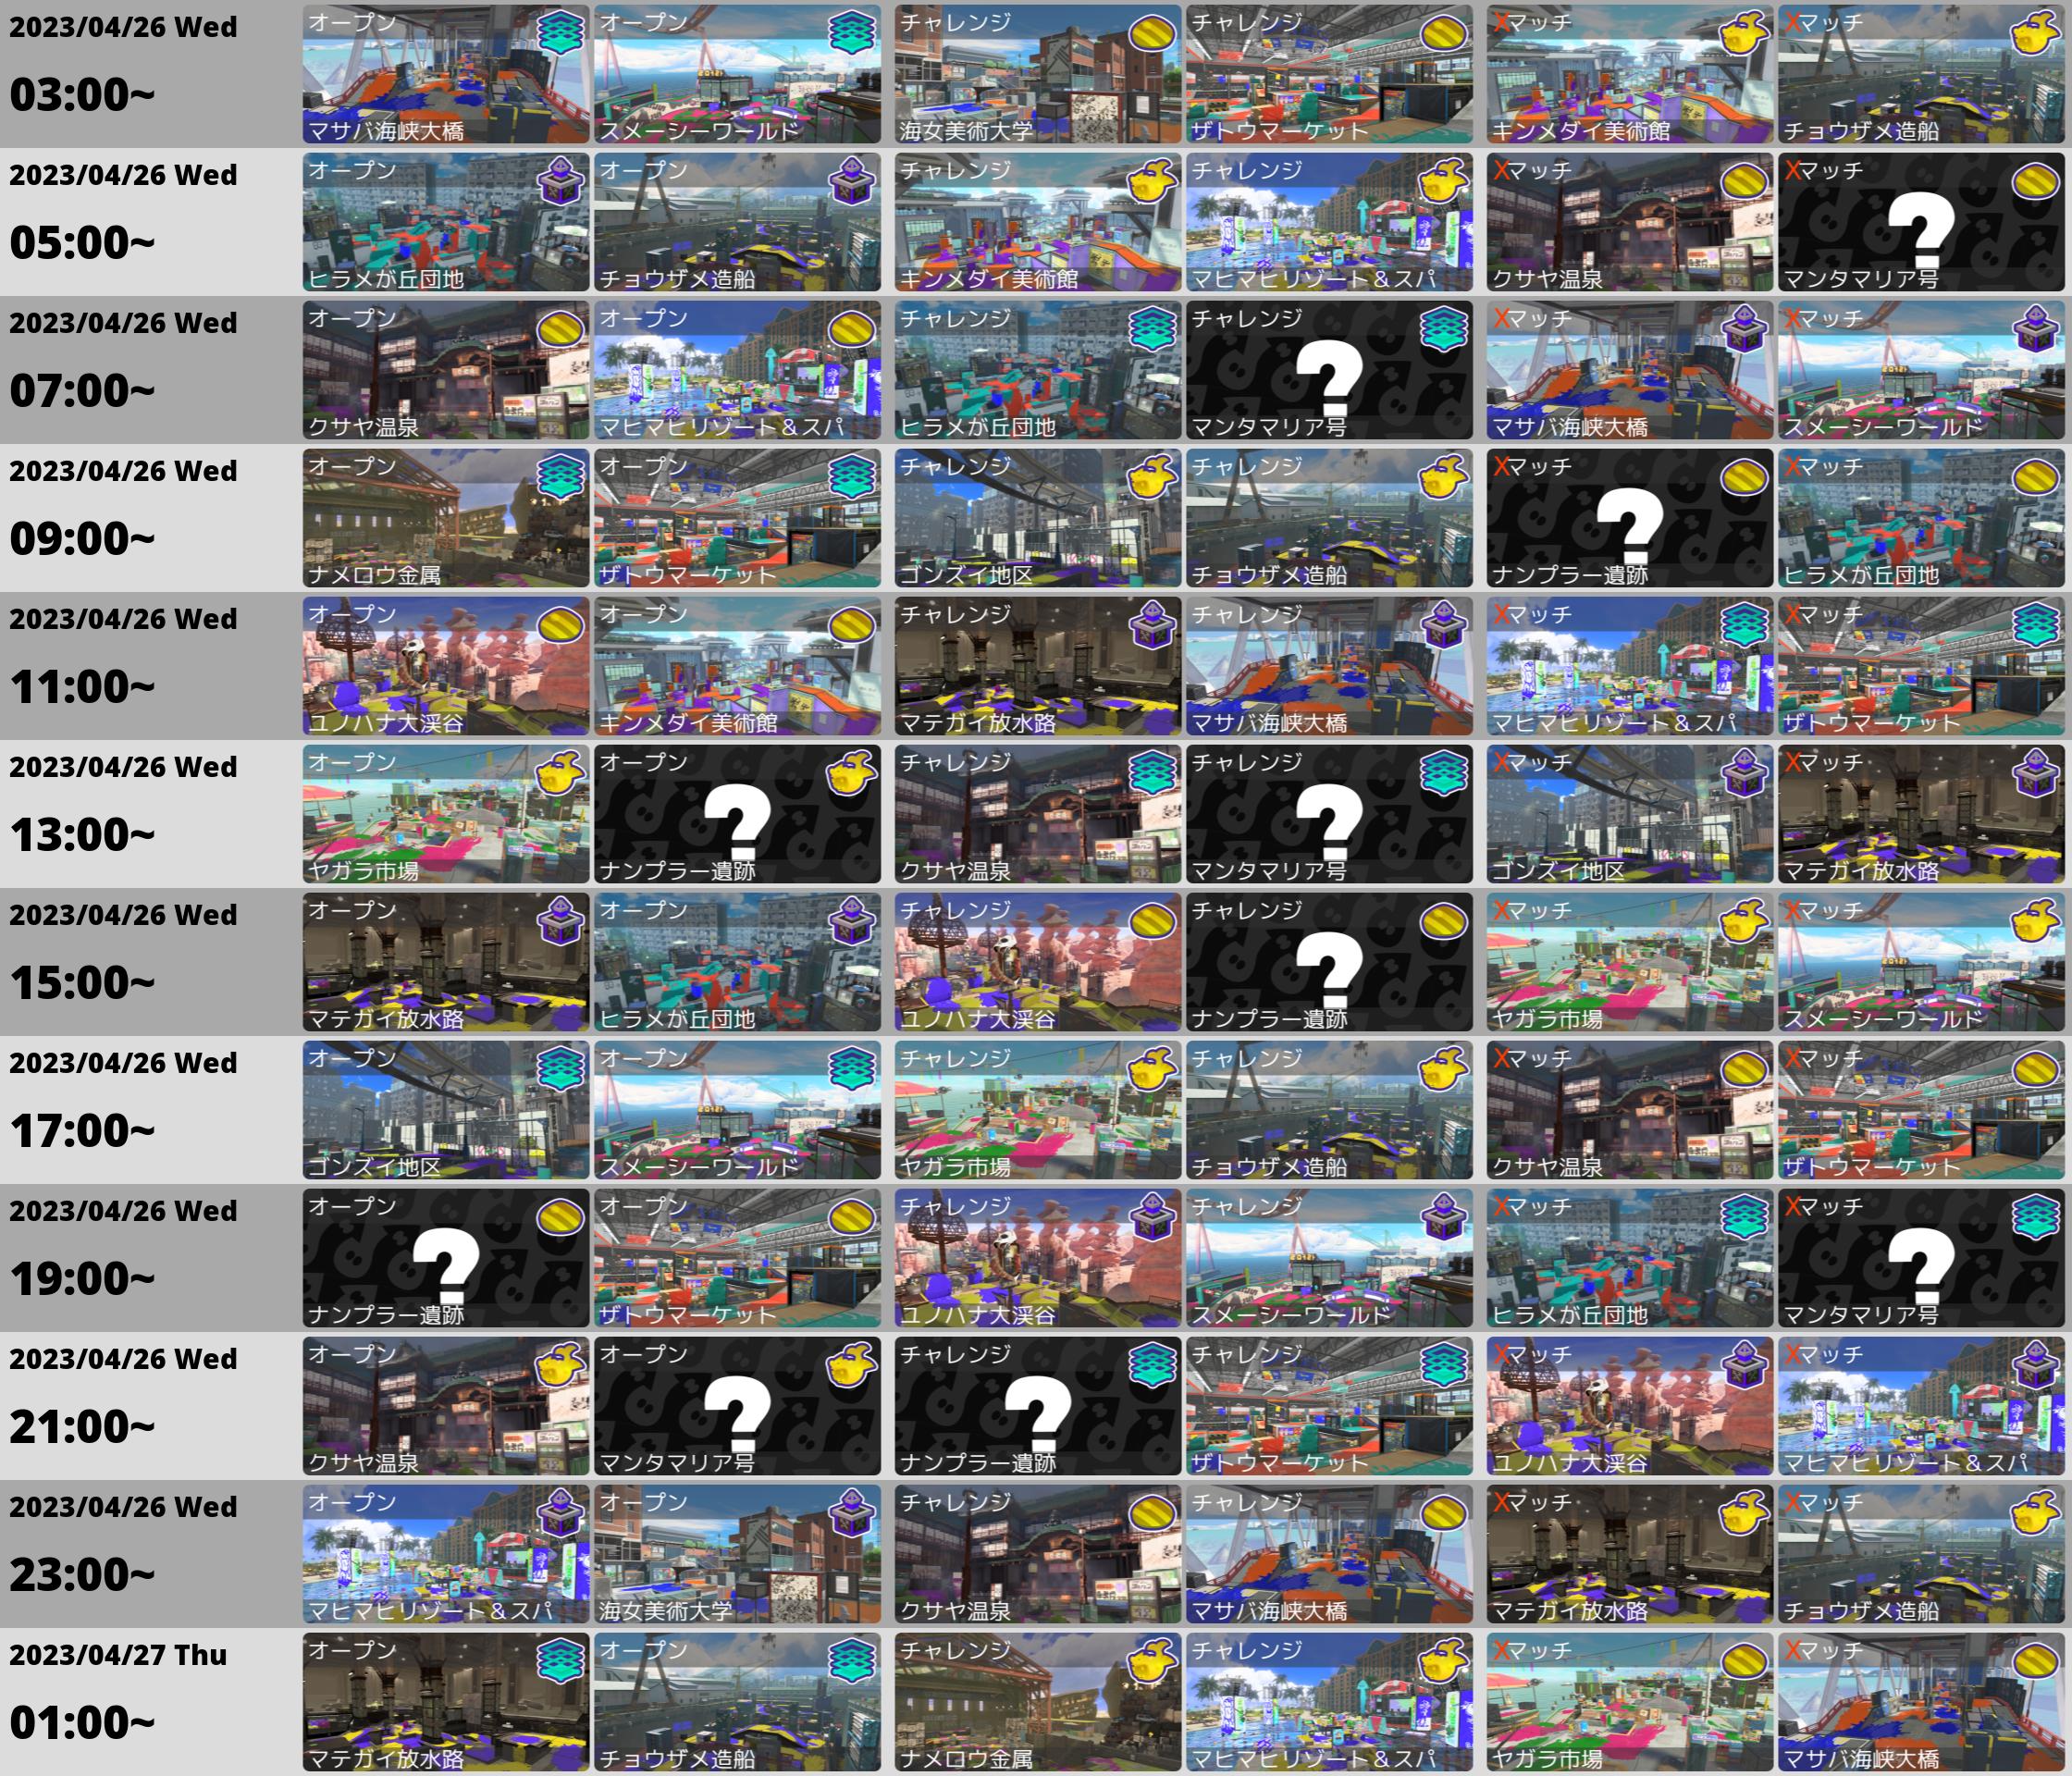 2023/04/26 Wed
03:00~
オープン
マサバ海峡大橋
オープン
スメーシーワールド
チャレンジ
海女美術大学
チャレンジ
ザトウマーケット
Xマッチ
キンメダイ美術館
Xマッチ
チョウザメ造船
2023/04/26 Wed
05:00~
オープン
ヒラメが丘団地
オープン
チョウザメ造船
チャレンジ
キンメダイ美術館
チャレンジ
マヒマヒリゾート＆スパ
Xマッチ
クサヤ温泉
Xマッチ
?
マンタマリア号
2023/04/26 Wed
07:00~
オープン
クサヤ温泉
オープン
マヒマヒリゾート＆スパ
チャレンジ
ヒラメが丘団地
チャレンジ
?
マンタマリア号
Xマッチ
マサバ海峡大橋
Xマッチ
スメーシーワールド
2023/04/26 Wed
09:00~
オープン
ナメロウ金属
オープン
ザトウマーケット
チャレンジ
ゴンズイ地区
チャレンジ
チョウザメ造船
Xマッチ
?
ナンプラー遺跡
Xマッチ
ヒラメが丘団地
2023/04/26 Wed
11:00~
オープン
ユノハナ大渓谷
オープン
キンメダイ美術館
チャレンジ
マテガイ放水路
チャレンジ
マサバ海峡大橋
Xマッチ
マヒマヒリゾート＆スパ
Xマッチ
ザトウマーケット
2023/04/26 Wed
13:00~
オープン
ヤガラ市場
オープン
?
ナンプラー遺跡
チャレンジ
クサヤ温泉
チャレンジ
?
マンタマリア号
Xマッチ
ゴンズイ地区
Xマッチ
マテガイ放水路
2023/04/26 Wed
15:00~
オープン
マテガイ放水路
オープン
ヒラメが丘団地
チャレンジ
ユノハナ大渓谷
チャレンジ
?
ナンプラー遺跡
Xマッチ
ヤガラ市場
Xマッチ
スメーシーワールド
2023/04/26 Wed
17:00~
オープン
ゴンズイ地区
オープン
スメーシーワールド
チャレンジ
ヤガラ市場
チャレンジ
チョウザメ造船
Xマッチ
クサヤ温泉
Xマッチ
ザトウマーケット
2023/04/26 Wed
19:00~
オープン
?
ナンプラー遺跡
オープン
ザトウマーケット
チャレンジ
ユノハナ大渓谷
チャレンジ
スメーシーワールド
Xマッチ
ヒラメが丘団地
Xマッチ
?
マンタマリア号
2023/04/26 Wed
21:00~
オープン
クサヤ温泉
オープン
?
マンタマリア号
チャレンジ
?
ナンプラー遺跡
チャレンジ
ザトウマーケット
Xマッチ
ユノハナ大渓谷
Xマッチ
マヒマヒリゾート＆スパ
2023/04/26 Wed
23:00~
オープン
マヒマヒリゾート＆スパ
オープン
海女美術大学
チャレンジ
クサヤ温泉
チャレンジ
マサバ海峡大橋
Xマッチ
マテガイ放水路
Xマッチ
チョウザメ造船
2023/04/27 Thu
01:00~
オープン
マテガイ放水路
オープン
チョウザメ造船
チャレンジ
ナメロウ金属
チャレンジ
マヒマヒリゾート＆スパ
Xマッチ
ヤガラ市場
Xマッチ
マサバ海峡大橋